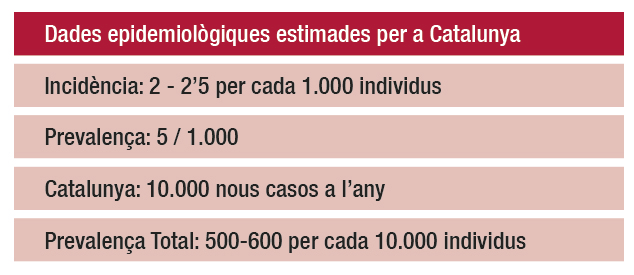 Dades epidemiològiques estimades per a Catalunya
Incidència: 2 - 2’5 per cada 1.000 individus
Prevalença: 5 / 1.000
Catalunya: 10.000 nous casos a l’any
Prevalença Total: 500-600 per cada 10.000 individus